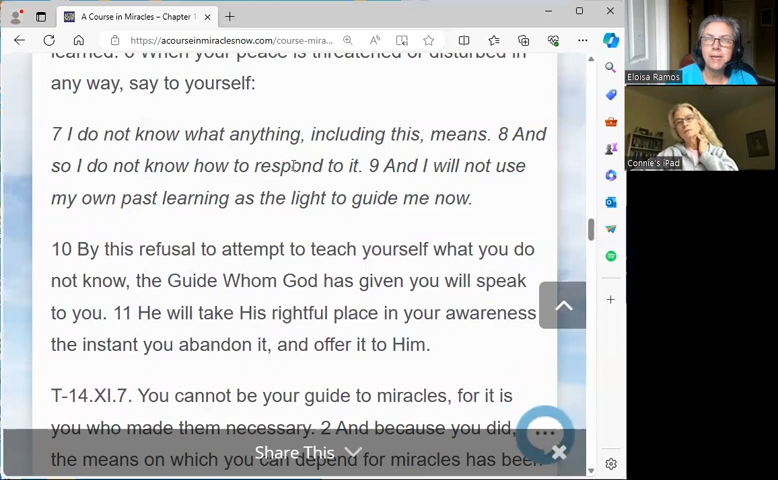 A Course in Miracles – Chapter 1
https://acourseinmiraclesnow.com/course-mira...
learned. 6 When your peace is threatened or disturbed in
any way, say to yourself:
7 I do not know what anything, including this, means. 8 And
so I do not know how to respond to it. 9 And I will not use
my own past learning as the light to guide me now.
10 By this refusal to attempt to teach yourself what you do
not know, the Guide Whom God has given you will speak
to you. 11 He will take His rightful place in your awareness
the instant you abandon it, and offer it to Him.
T-14.XI.7. You cannot be your guide to miracles, for it is
you who made them necessary. 2 And because you did,
the means on which you can depend for miracles has been
Share This
Eloisa Ramos
Connie's iPad